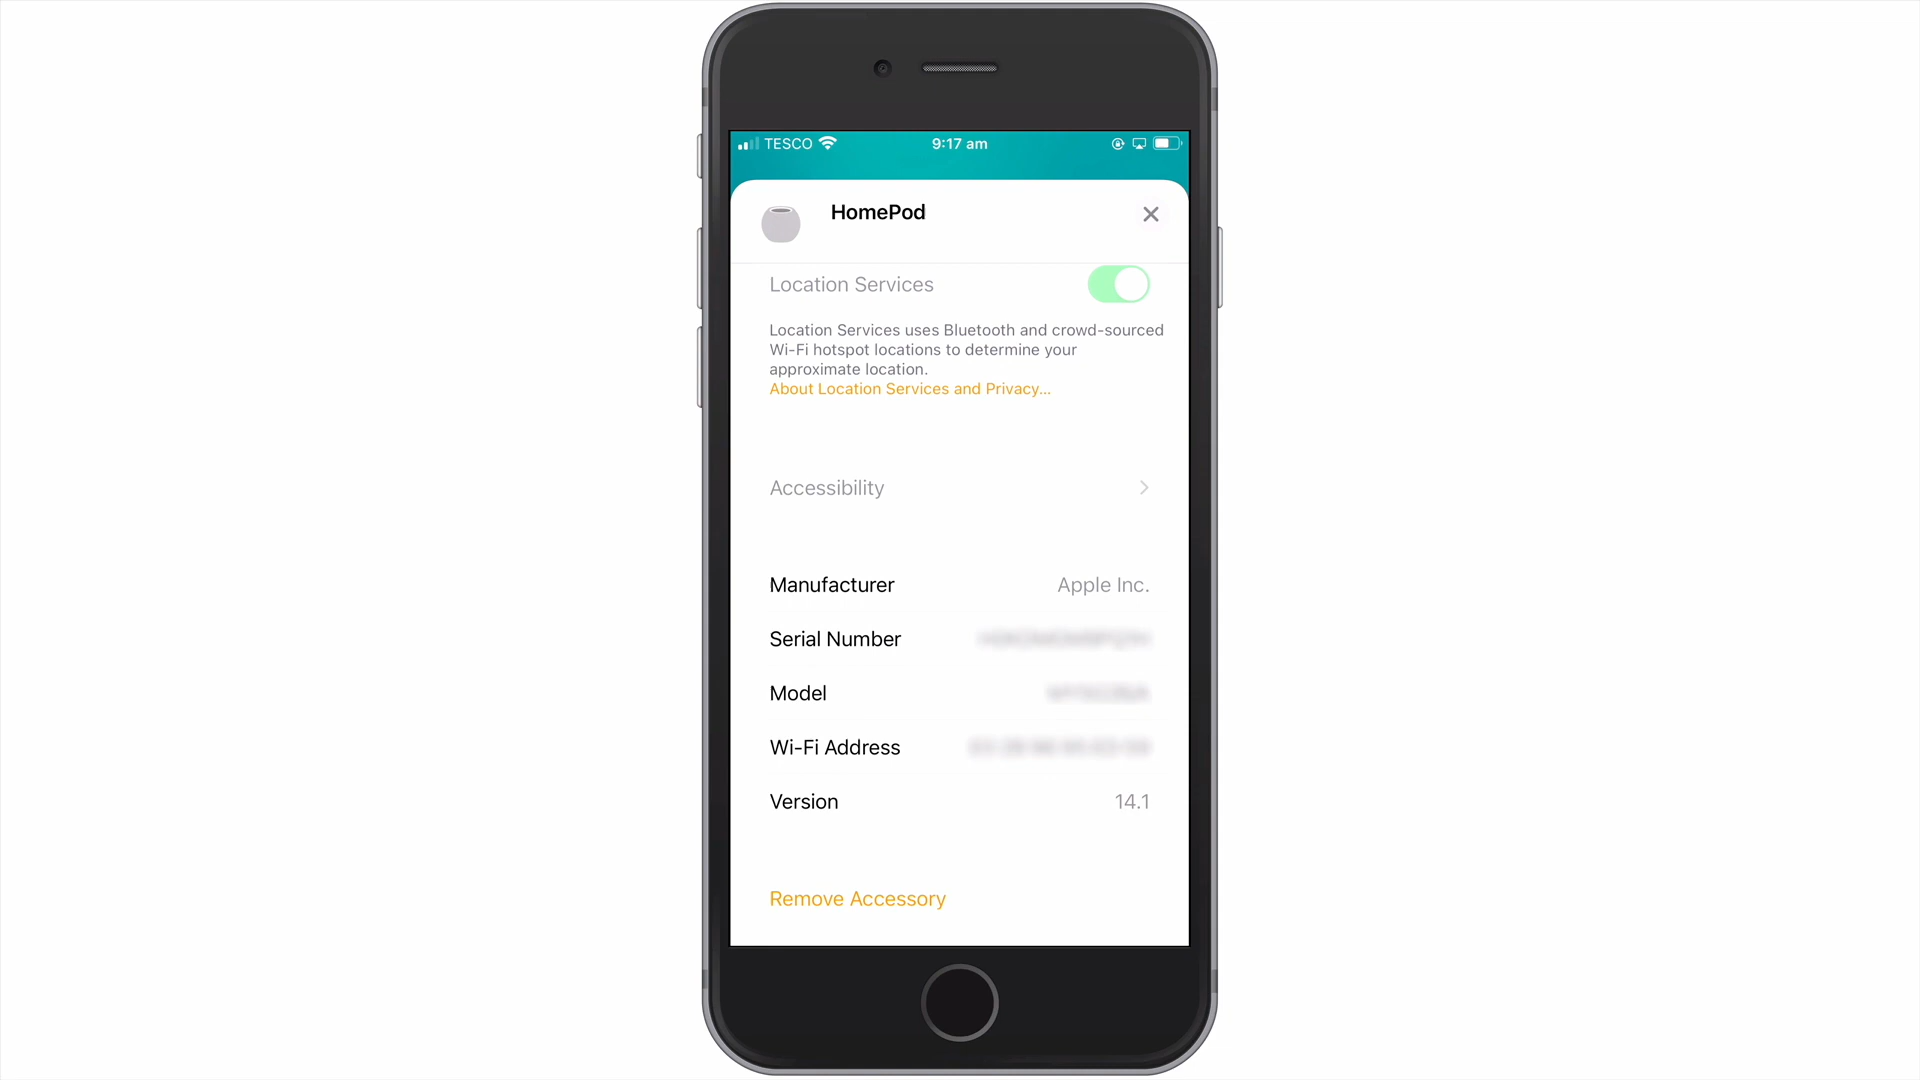 TESCO 9:17 am
HomePod
Location Services
Location Services uses Bluetooth and crowd-sourced
Wi-Fi hotspot locations to determine your
approximate location.
About Location Services and Privacy...
Accessibility
Manufacturer Apple Inc.
Serial Number
Model
Wi-Fi Address
Version 14.1
Remove Accessory